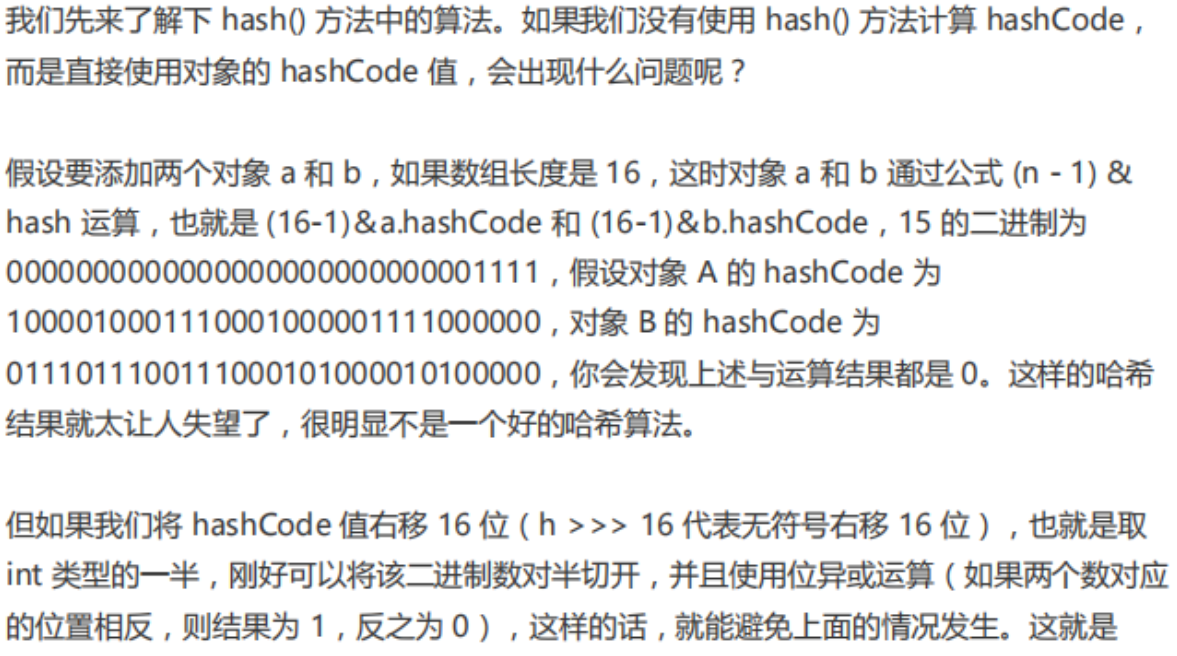 我们先来了解下 hash() 方法中的算法。如果我们没有使用 hash() 方法计算 hashCode，
而是直接使用对象的 hashCode 值，会出现什么问题呢？
假设要添加两个对象 a 和 b，如果数组长度是 16，这时对象 a 和 b 通过公式 (n - 1) &
hash 运算，也就是 (16-1)&a.hashCode 和 (16-1)&b.hashCode，15 的二进制为
0000000000000000000000000001111，假设对象 A 的 hashCode 为
1000010001110001000001111000000，对象 B 的 hashCode 为
0111011100111000101000010100000，你会发现上述与运算结果都是 0。这样的哈希
结果就太让人失望了，很明显不是一个好的哈希算法。
但如果我们将 hashCode 值右移 16 位（h >>> 16 代表无符号右移 16 位），也就是取
int 类型的一半，刚好可以将该二进制数对半切开，并且使用位异或运算（如果两个数对应
的位置相反，则结果为 1，反之为 0），这样的话，就能避免上面的情况发生。这就是